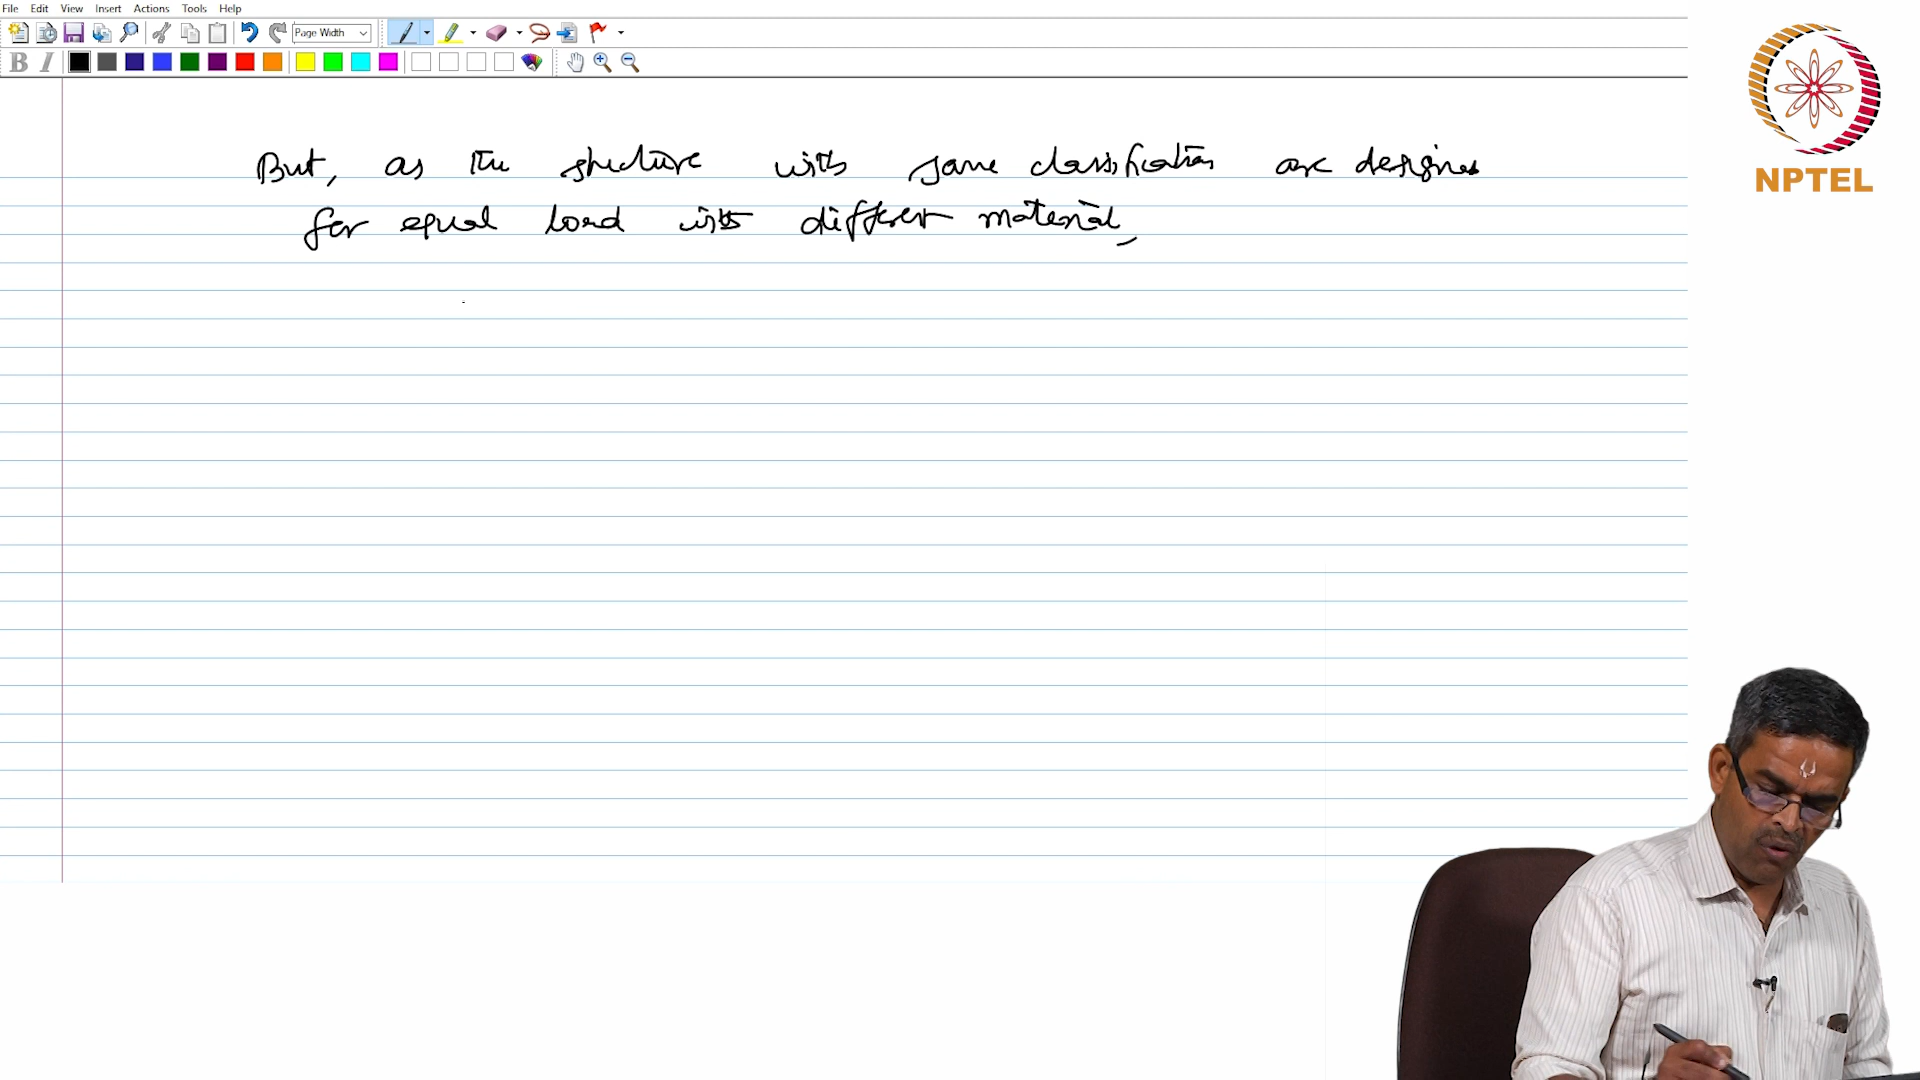 File Edit View Insert Actions Tools Help
Page Width
B I
NPTEL
But, as the structure with same classification are designed
for equal load with different material,